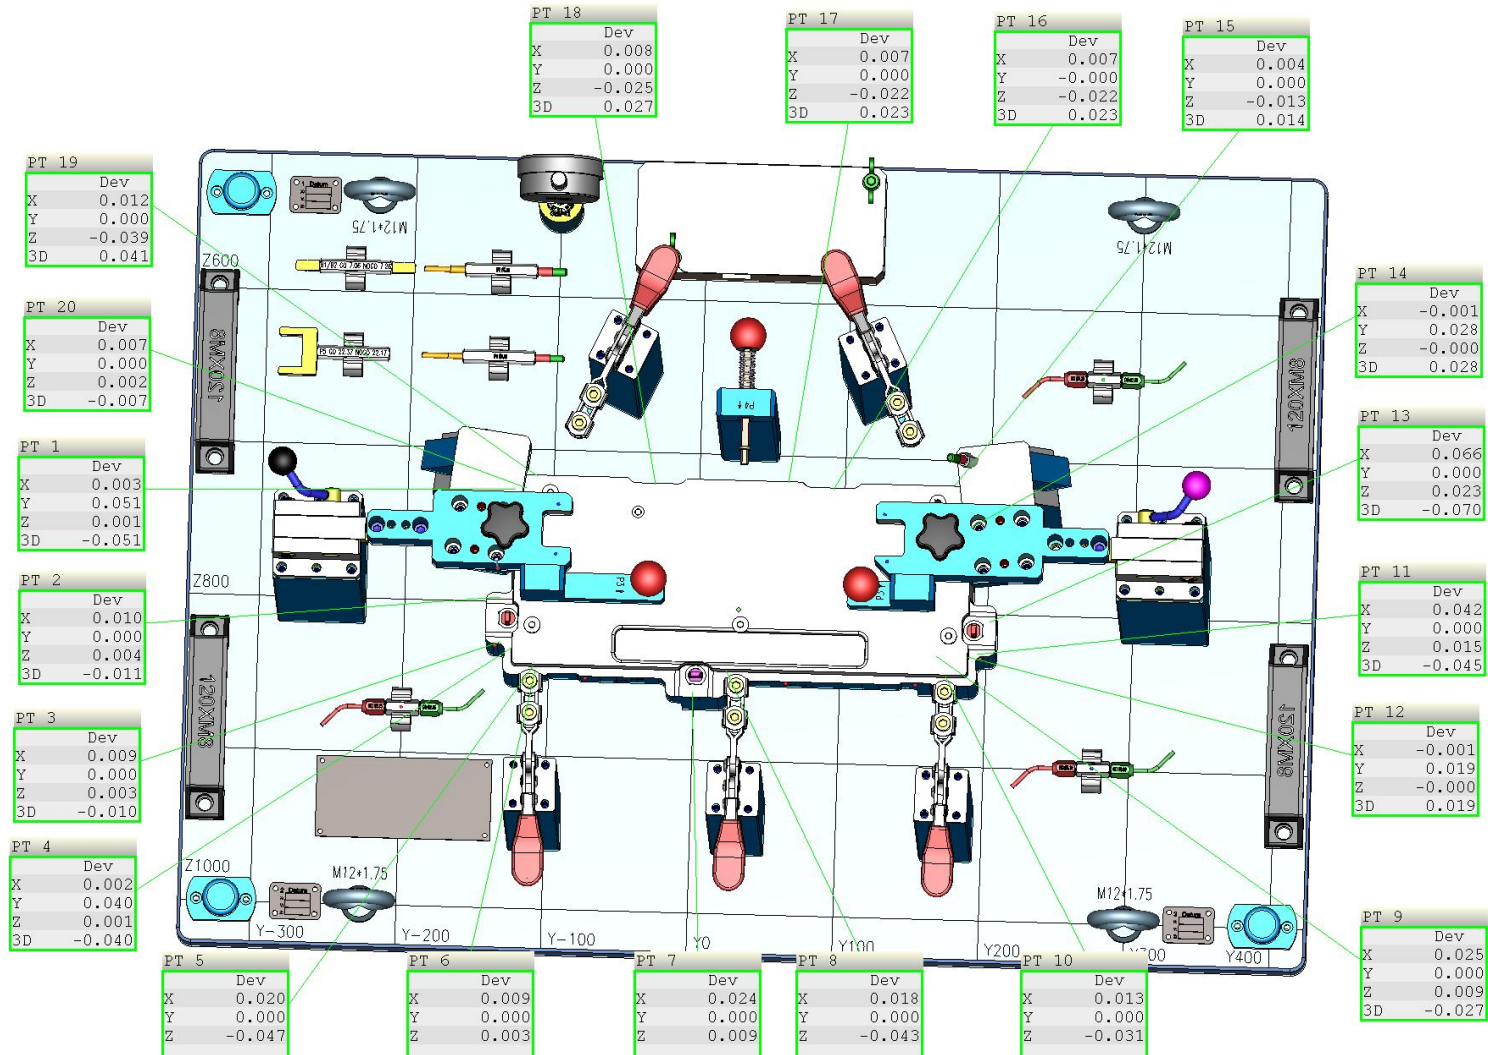 PT 18
Dev
X 0.008
Y 0.000
Z -0.025
3D 0.027
PT 17
Dev
X 0.007
Y 0.000
Z -0.022
3D 0.023
PT 16
Dev
X 0.007
Y -0.000
Z -0.022
3D 0.023
PT 15
Dev
X 0.004
Y 0.000
Z -0.013
3D 0.014
PT 19
Dev
X 0.012
Y 0.000
Z -0.039
3D 0.041
PT 20
Dev
X 0.007
Y 0.000
Z 0.002
3D -0.007
PT 1
Dev
X 0.003
Y 0.051
Z 0.001
3D -0.051
PT 2
Dev
X 0.010
Y 0.000
Z 0.004
3D -0.011
PT 3
Dev
X 0.009
Y 0.000
Z 0.003
3D -0.010
PT 4
Dev
X 0.002
Y 0.040
Z 0.001
3D -0.040
PT 14
Dev
X -0.001
Y 0.028
Z -0.000
3D 0.028
PT 13
Dev
X 0.066
Y 0.000
Z 0.023
3D -0.070
PT 11
Dev
X 0.042
Y 0.000
Z 0.015
3D -0.045
PT 12
Dev
X -0.001
Y 0.019
Z -0.000
3D 0.019
PT 9
Dev
X 0.025
Y 0.000
Z 0.009
3D -0.027
M12*1.75
M12*1.75
Z600
120XM8
120XM8
P4
Z800
P3
120XM8
150XM8
Z1000
M12*1.75
M12*1.75
Y-300
Y-200
Y-100
Y0
Y100
Y200
Y400
PT 5
Dev
X 0.020
Y 0.000
Z -0.047
PT 6
Dev
X 0.009
Y 0.000
Z 0.003
PT 7
Dev
X 0.024
Y 0.000
Z 0.009
PT 8
Dev
X 0.018
Y 0.000
Z -0.043
PT 10
Dev
X 0.013
Y 0.000
Z -0.031